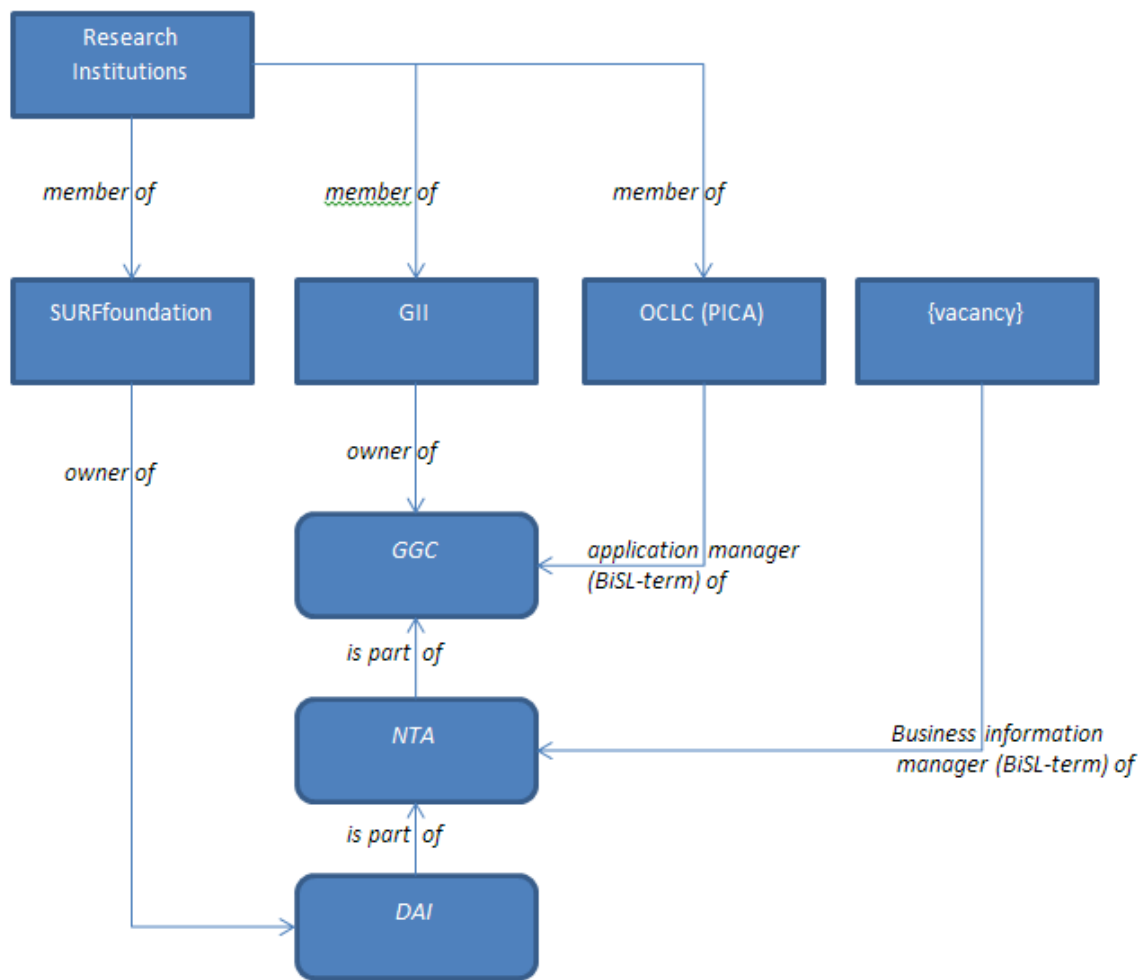 Research
Institutions
member of
member of
member of
SURFfoundation
GII
OCLC (PICA)
{vacancy}
owner of
owner of
GGC
application manager
(BiSL-term) of
is part of
NTA
Business information
manager (BiSL-term) of
is part of
DAI